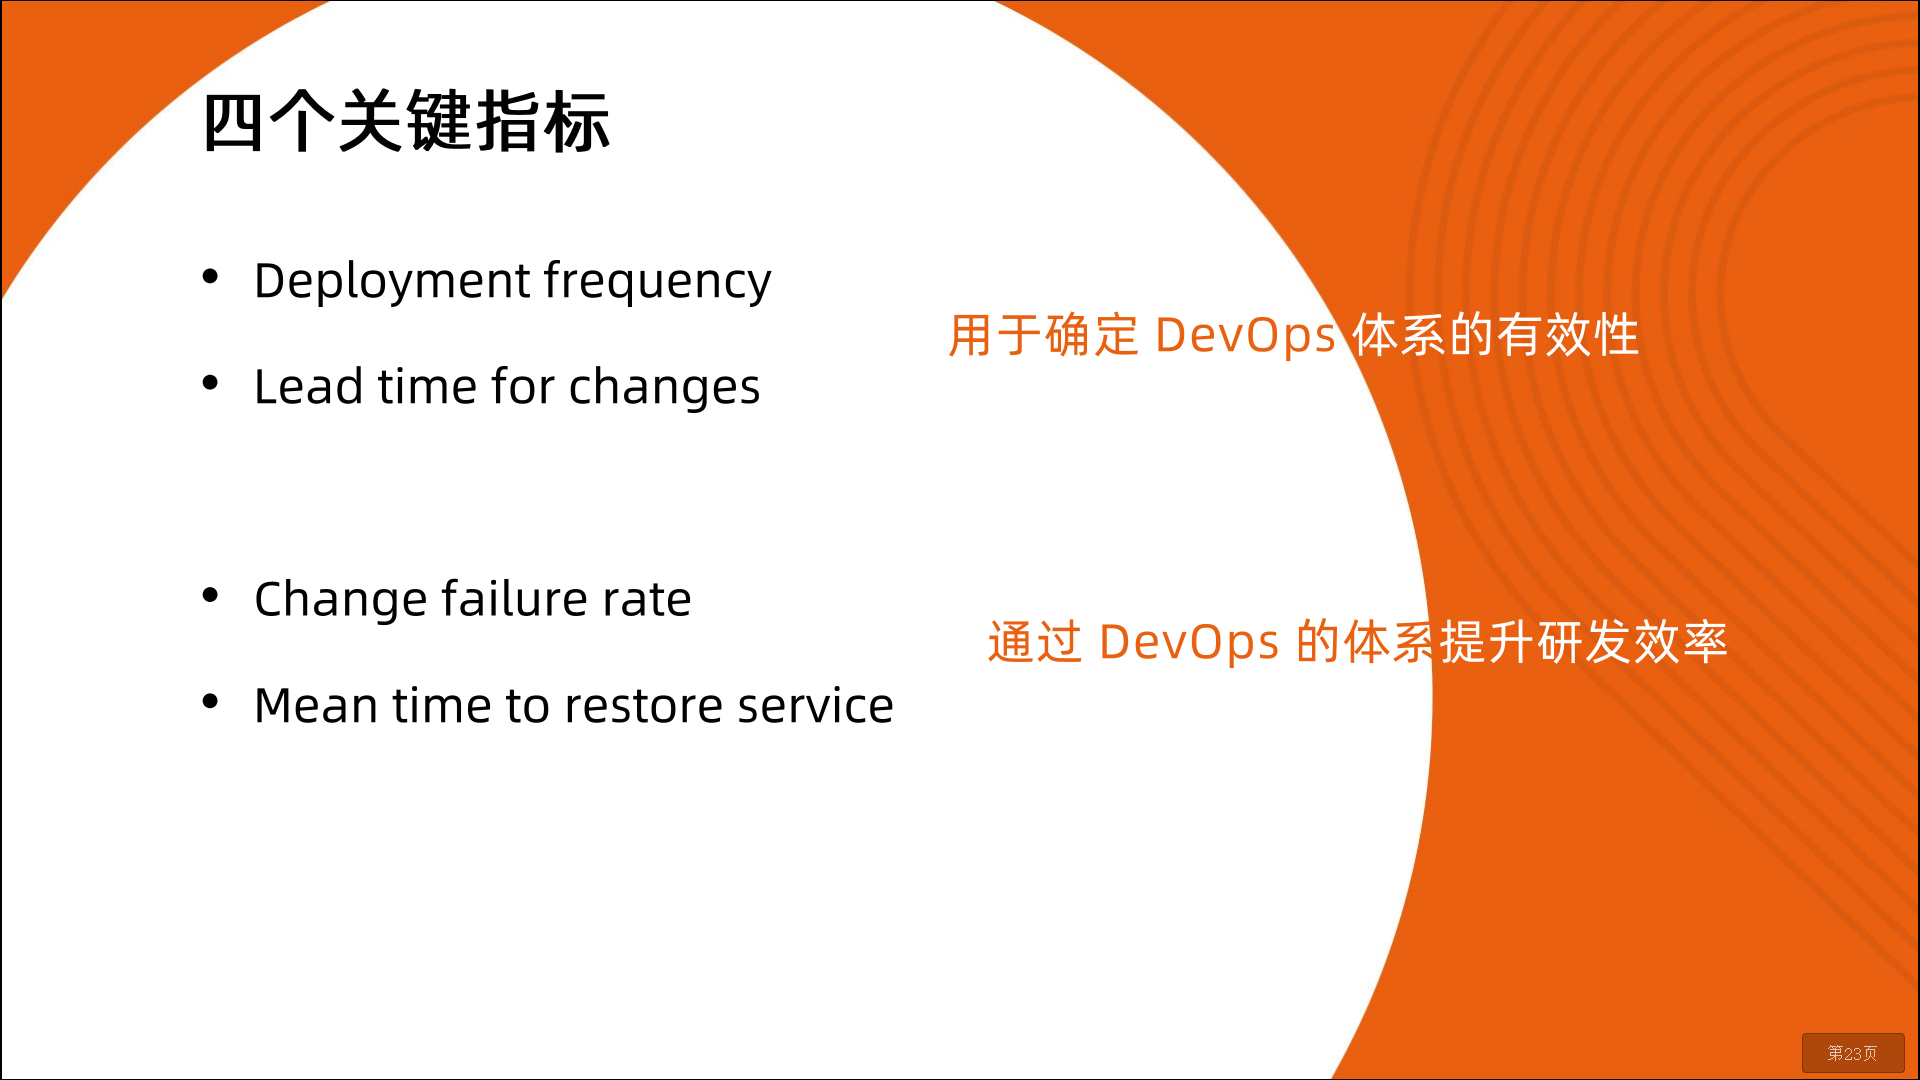 四个关键指标
• Deployment frequency
用于确定 DevOps 体系的有效性
• Lead time for changes
• Change failure rate
通过 DevOps 的体系提升研发效率
• Mean time to restore service
第23页